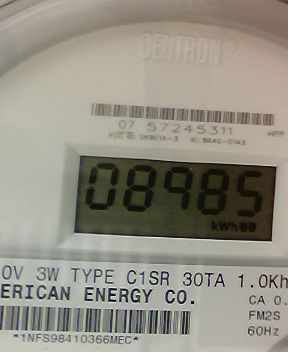 CENTRON®
07 57245311
HPP
08985
kWh
0V 3W TYPE C1SR 30TA 1.0Kh
ERICAN ENERGY CO.
CA 0.
FM2S
60Hz
*1NFS98410366MEC*